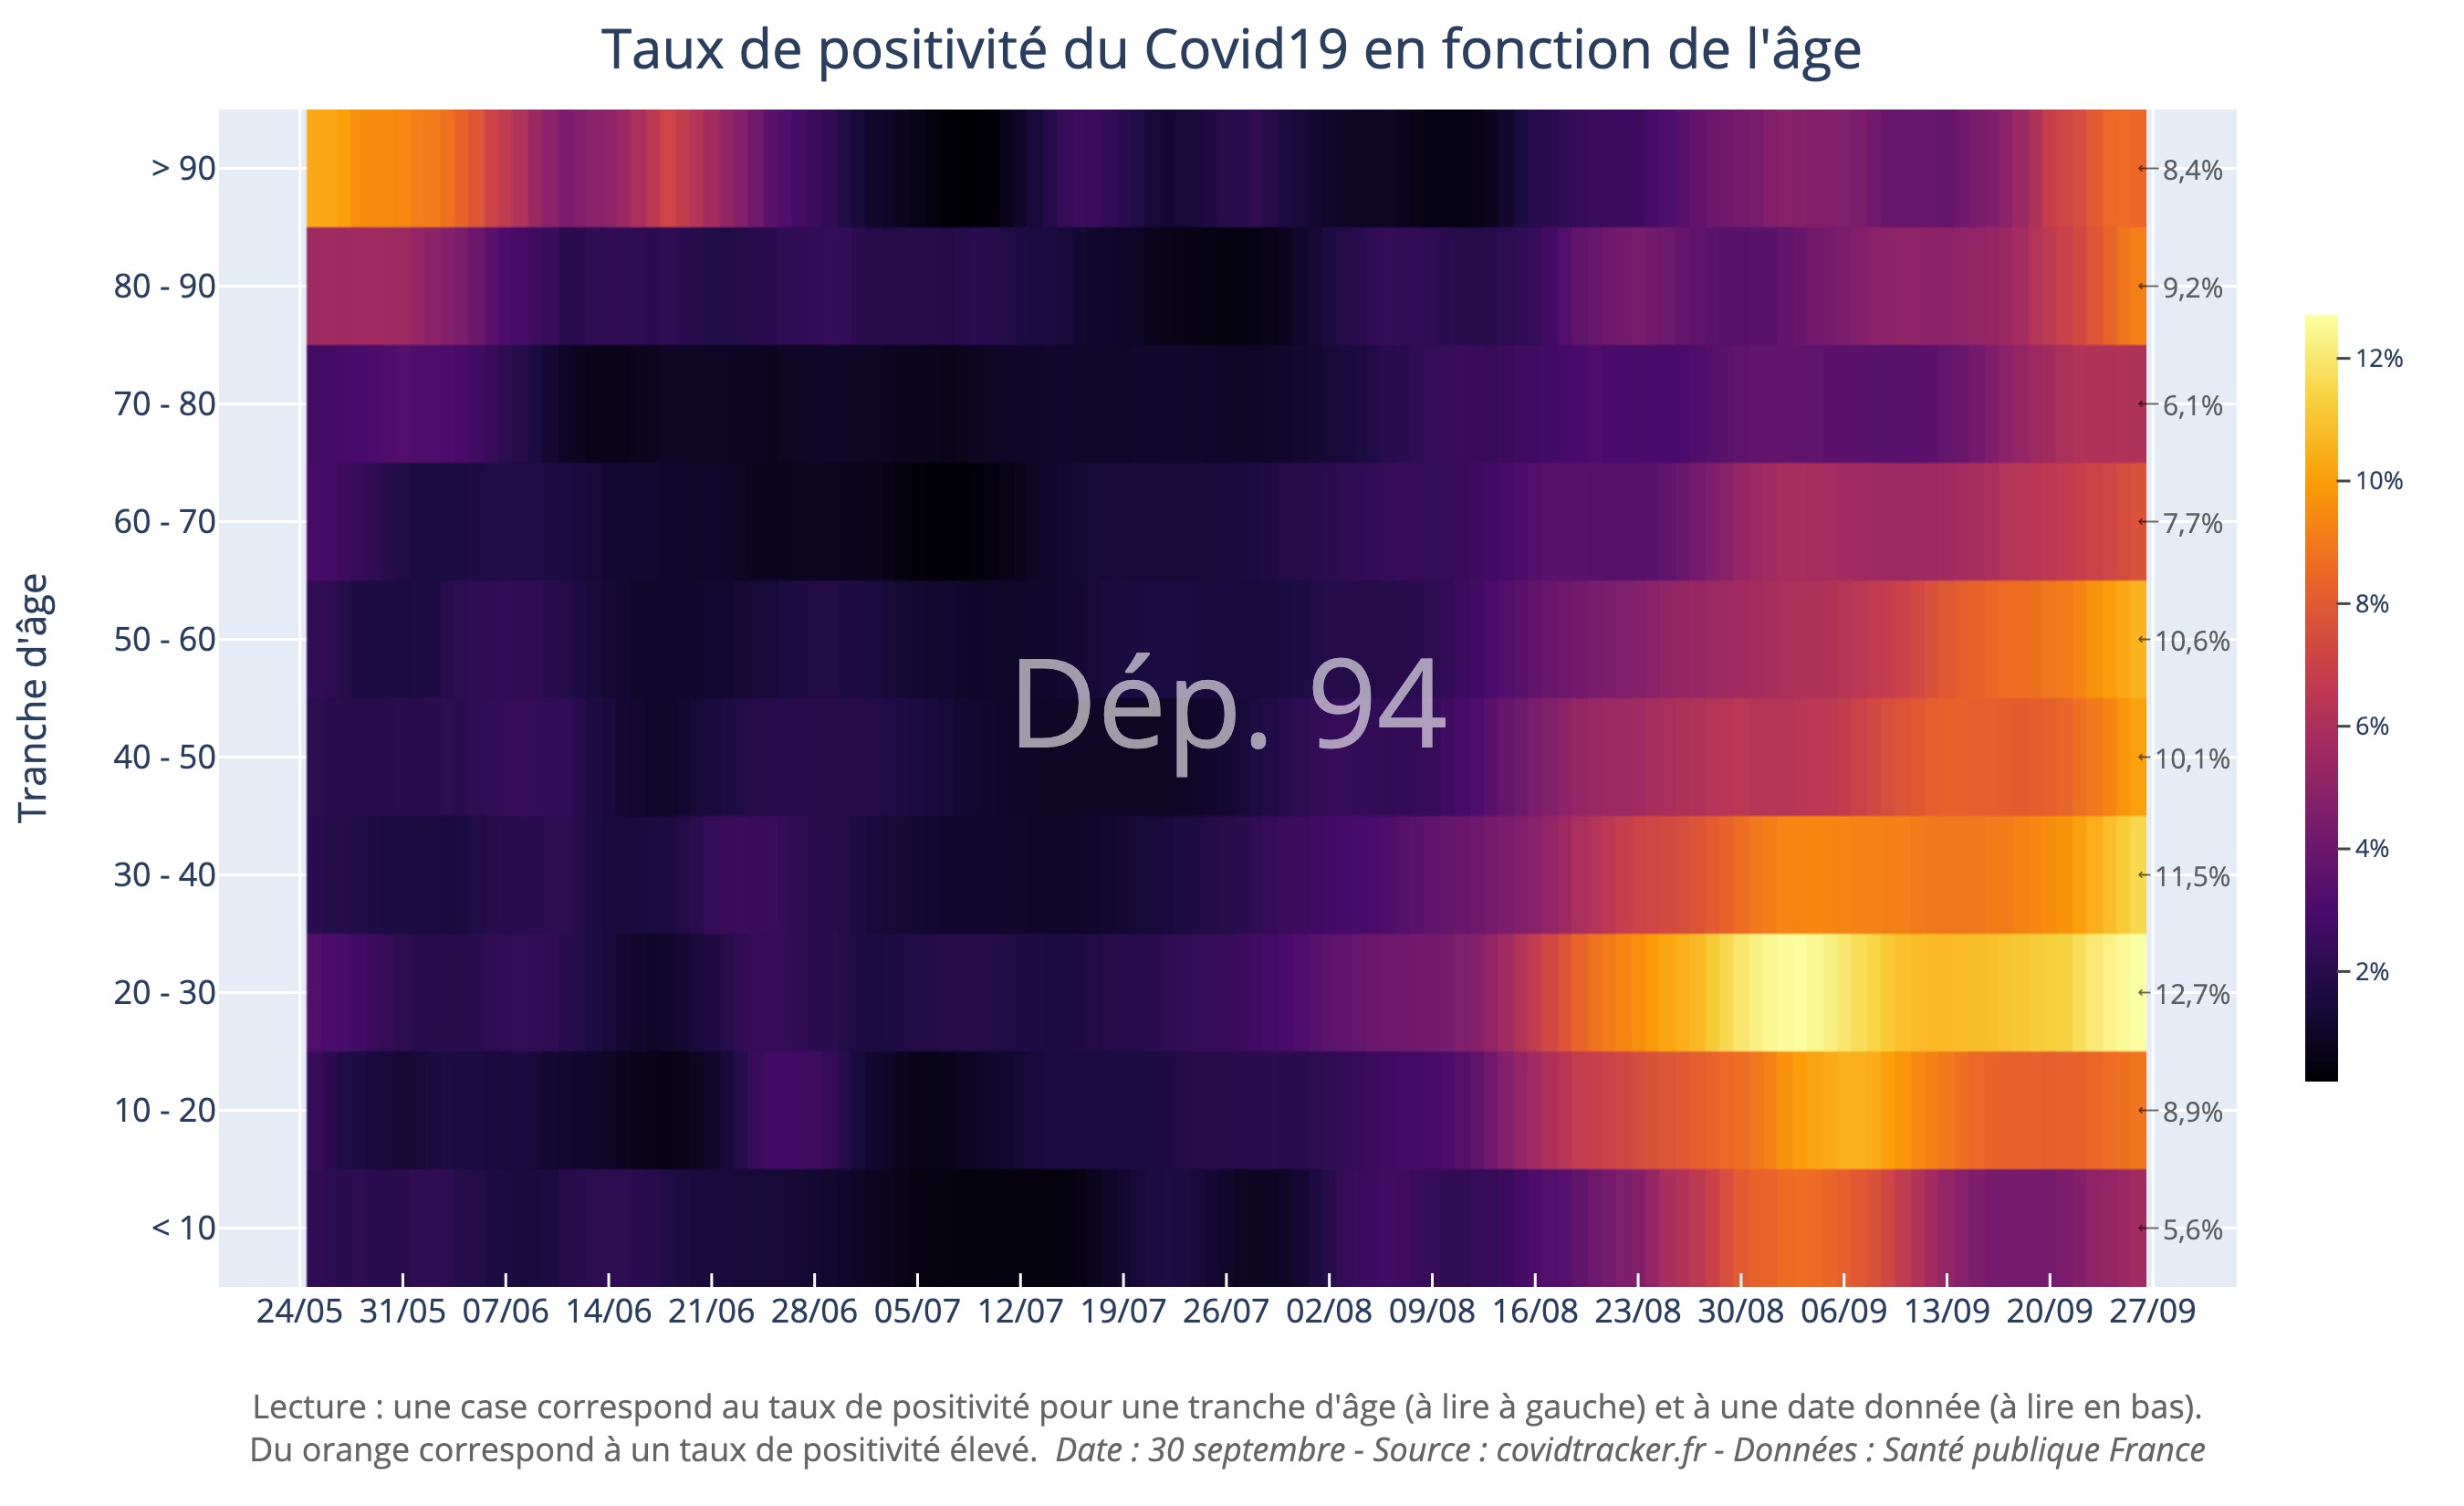 Taux de positivité du Covid19 en fonction de l'âge
Tranche d'âge
> 90
80 - 90
70 - 80
60 - 70
50 - 60
40 - 50
30 - 40
20 - 30
10 - 20
< 10
Dép. 94
8,4%
9,2%
6,1%
7,7%
10,6%
10,1%
11,5%
12,7%
8,9%
5,6%
12%
10%
8%
6%
4%
2%
24/05 31/05 07/06 14/06 21/06 28/06 05/07 12/07 19/07 26/07 02/08 09/08 16/08 23/08 30/08 06/09 13/09 20/09 27/09
Lecture : une case correspond au taux de positivité pour une tranche d'âge (à lire à gauche) et à une date donnée (à lire en bas).
Du orange correspond à un taux de positivité élevé. Date : 30 septembre - Source : covidtracker.fr - Données : Santé publique France